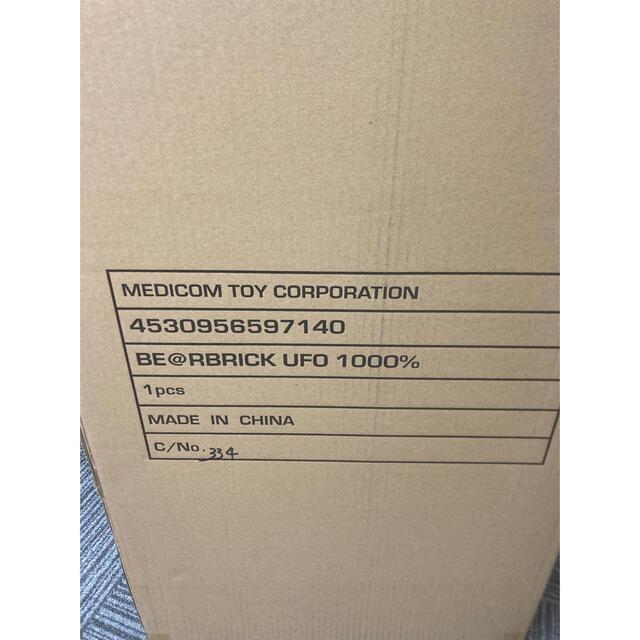 MEDICOM TOY CORPORATION
4530956597140
BE@RBRICK UFO 1000%
1pcs
MADE IN CHINA
C/No. 334